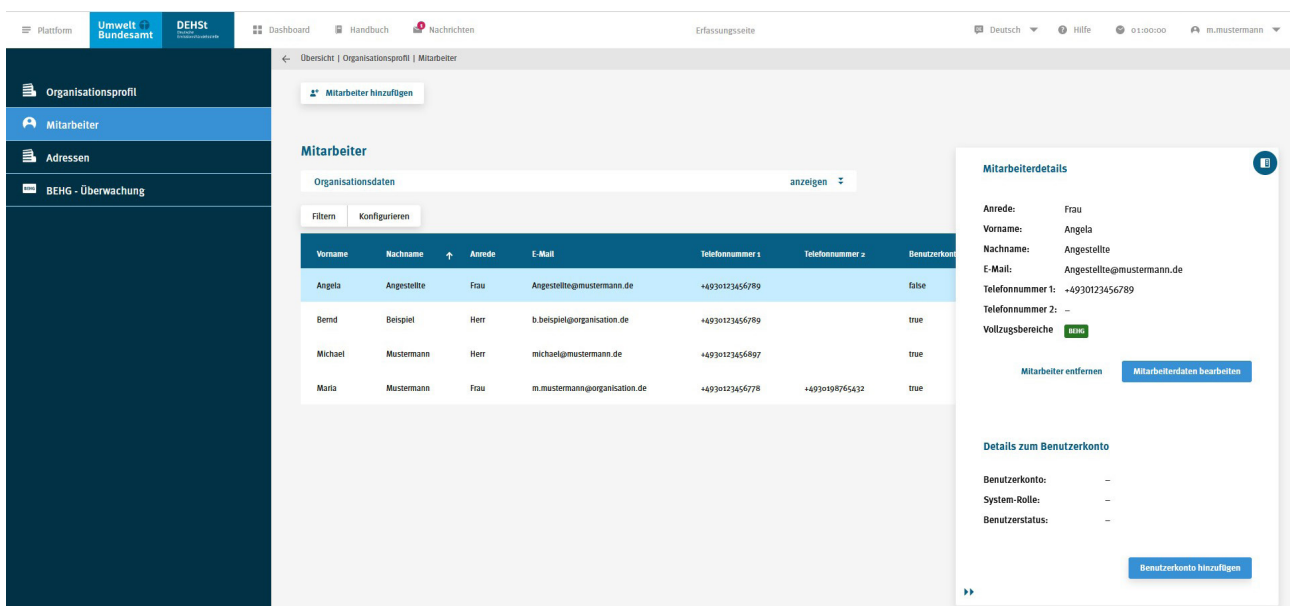 Plattform
Umwelt
Bundesamt
DEHSt
Deutsche
Emissionshandelsstelle
Dashboard
Handbuch
Nachrichten
Erfassungsseite
Deutsch
Hilfe
01:00:00
m.mustermann
Übersicht | Organisationsprofil | Mitarbeiter
Organisationsprofil
Mitarbeiter
Adressen
BEHG
BEHG - Überwachung
Mitarbeiter hinzufügen
Mitarbeiter
Organisationsdaten anzeigen
Filtern Konfigurieren
Vorname Nachname Anrede E-Mail Telefonnummer 1 Telefonnummer 2 Benutzerkont
Angela Angestellte Frau Angestellte@mustermann.de +4930123456789 false
Bernd Beispiel Herr b.beispiel@organisation.de +4930123456789 true
Michael Mustermann Herr michael@mustermann.de +4930123456897 true
Maria Mustermann Frau m.mustermann@organisation.de +4930123456778 +4930198765432 true
Mitarbeiterdetails
Anrede: Frau
Vorname: Angela
Nachname: Angestellte
E-Mail: Angestellte@mustermann.de
Telefonnummer 1: +4930123456789
Telefonnummer 2: –
Vollzugsbereiche BEHG
Mitarbeiter entfernen Mitarbeiterdaten bearbeiten
Details zum Benutzerkonto
Benutzerkonto: –
System-Rolle: –
Benutzerstatus: –
Benutzerkonto hinzufügen